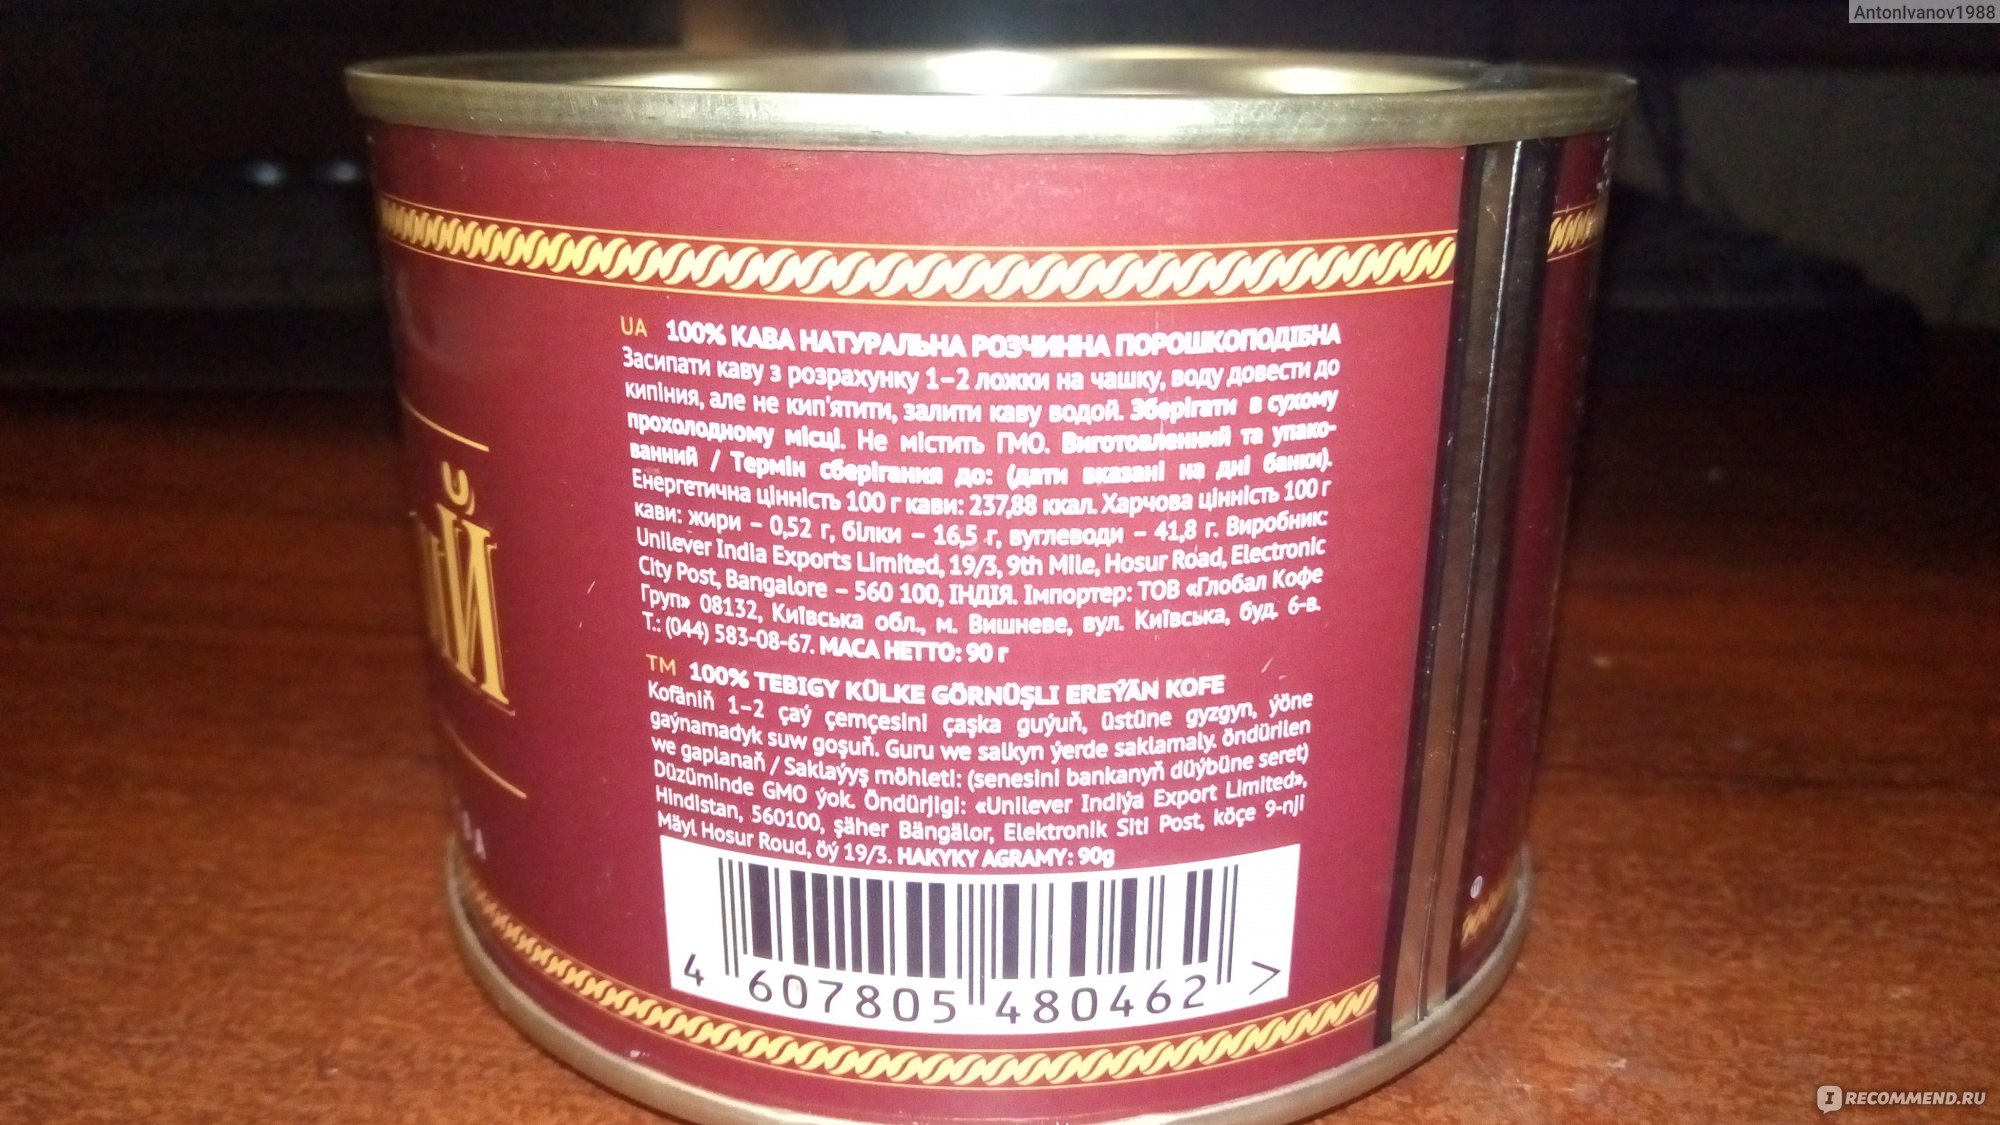 AntonIvanov1988
UA 100% КАВА НАТУРАЛЬНА РОЗЧИННА ПОРОШКОПОДІБНА
Засипати каву з розрахунку 1–2 ложки на чашку, воду довести до
кипіння, але не кип'ятити, залити каву водой. Зберігати в сухому
прохолодному місці. Не містить ГМО. Виготовленний та упако-
ванний / Термін сберігання до: (дати вказані на дні банки).
Енергетична цінність 100 г кави: 237,88 ккал. Харчова цінність 100 г
кави: жири – 0,52 г, білки – 16,5 г, вуглеводи – 41,8 г. Виробник:
Unilever India Exports Limited, 19/3, 9th Mile, Hosur Road, Electronic
City Post, Bangalore – 560 100, ІНДІЯ. Імпортер: ТОВ «Глобал Кофе
Груп» 08132, Київська обл., м. Вишневе, вул. Київська, буд. 6-в.
Т.: (044) 583-08-67. МАСА НЕТТО: 90 г
TM 100% TEBIGY KÜLKE GÖRNÜŞLI EREÝÄN KOFE
Kofäniň 1–2 çaý çemçesini çaşka guýuň, üstüne gyzgyn, ýöne
gaýnamadyk suw goşuň. Guru we salkyn ýerde saklamaly. öndürilen
we gaplanaň / Saklaýyş möhleti: (senesini bankanyň düýbüne seret)
Düzüminde GMO ýok. Öndürjigi: «Unilever Indiýa Export Limited»,
Hindistan, 560100, şäher Bängälor, Elektronik Siti Post, köçe 9-nji
Mäyl Hosur Roud, öý 19/3. HAKYKY AGRAMY: 90g
4 607805 480462 >
IRECOMMEND.RU